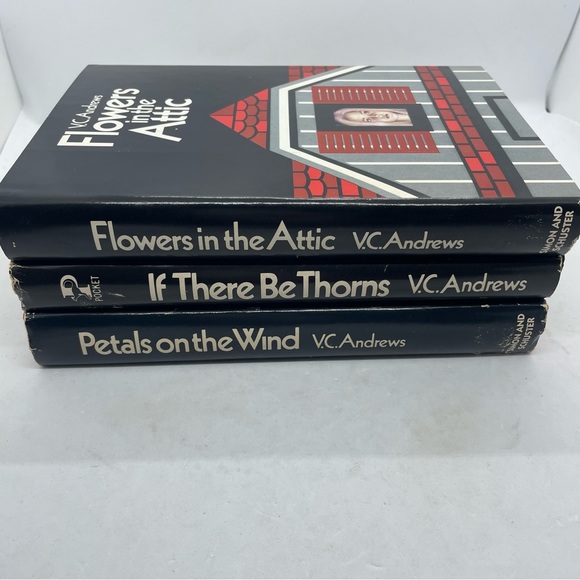 V.C. Andrews
Flowers
in the
Attic
Flowers in the Attic V.C. Andrews
SIMON AND
SCHUSTER
POCKET
If There Be Thorns V.C. Andrews
Petals on the Wind V.C. Andrews
SIMON AND
SCHUSTER